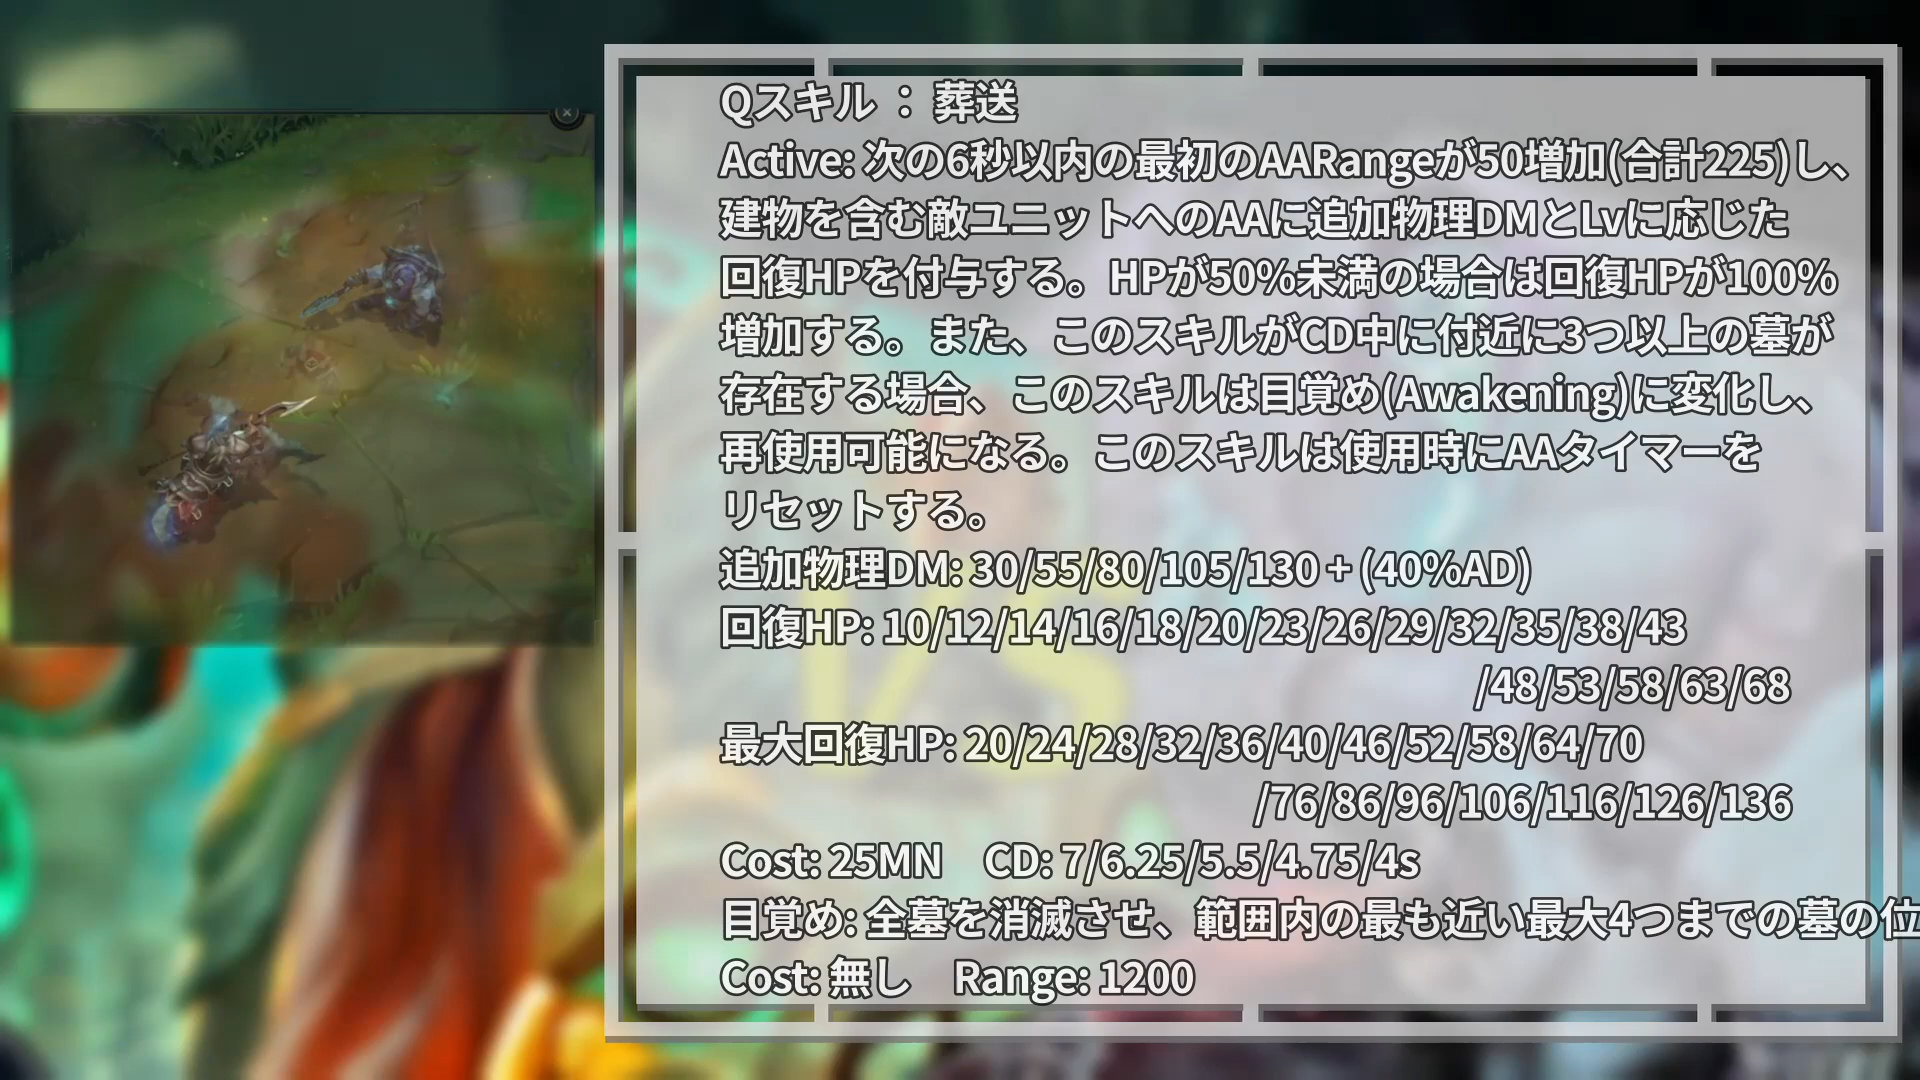 Qスキル ： 葬送
Active: 次の6秒以内の最初のAARangeが50増加(合計225)し、
建物を含む敵ユニットへのAAに追加物理DMとLvに応じた
回復HPを付与する。HPが50%未満の場合は回復HPが100%
増加する。また、このスキルがCD中に付近に3つ以上の墓が
存在する場合、このスキルは目覚め(Awakening)に変化し、
再使用可能になる。このスキルは使用時にAAタイマーを
リセットする。
追加物理DM: 30/55/80/105/130 + (40%AD)
回復HP: 10/12/14/16/18/20/23/26/29/32/35/38/43
/48/53/58/63/68
最大回復HP: 20/24/28/32/36/40/46/52/58/64/70
/76/86/96/106/116/126/136
Cost: 25MN　CD: 7/6.25/5.5/4.75/4s
目覚め: 全墓を消滅させ、範囲内の最も近い最大4つまでの墓の位
Cost: 無し　Range: 1200
VS